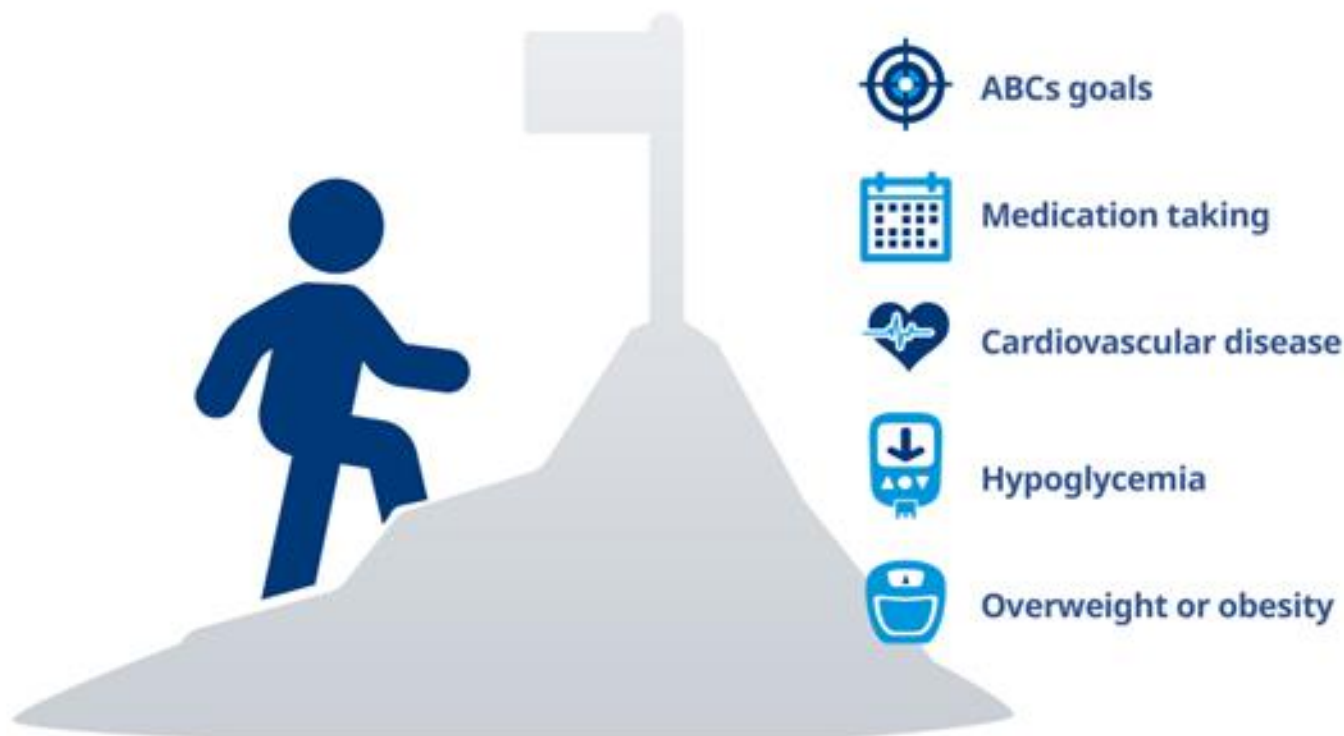 ABCs goals
Medication taking
Cardiovascular disease
Hypoglycemia
Overweight or obesity